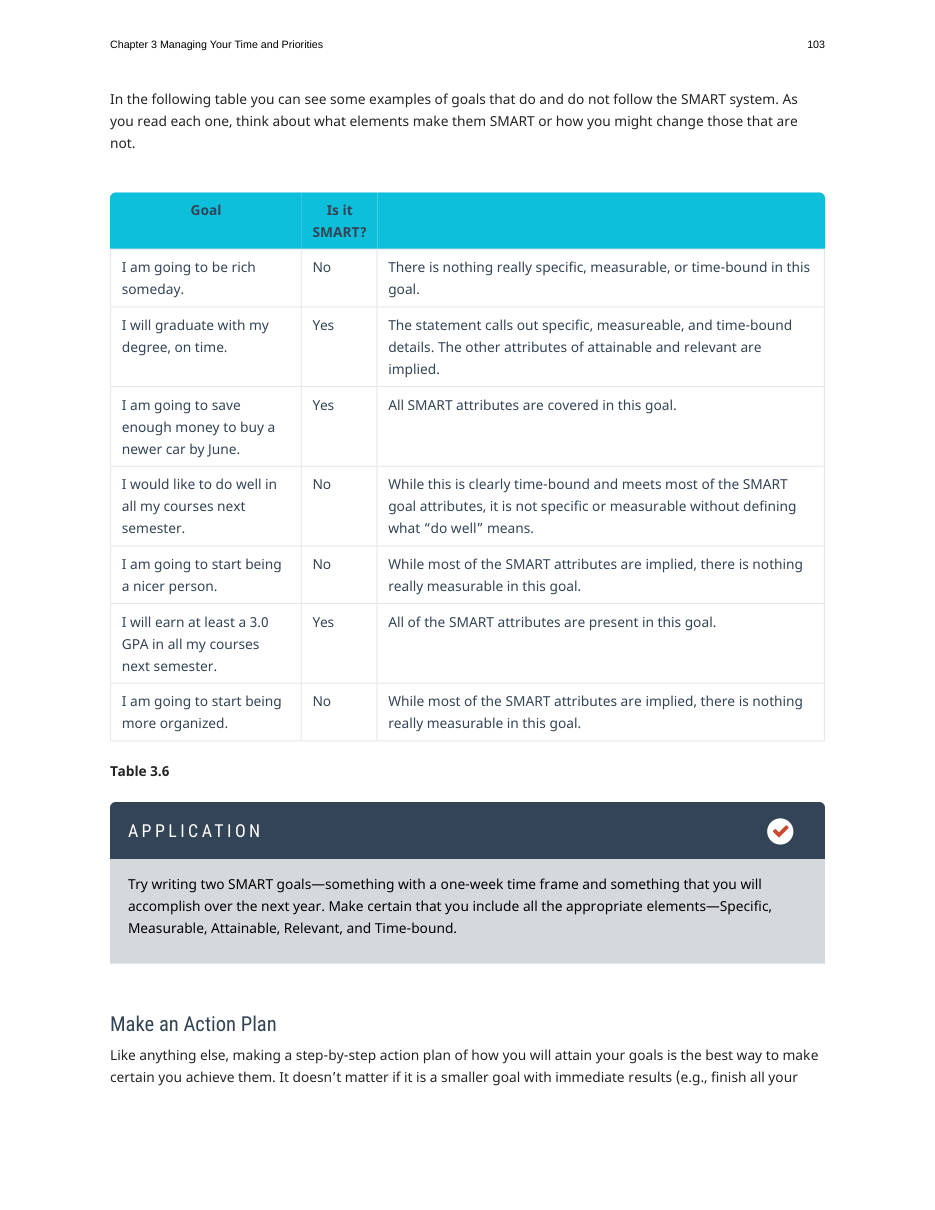 Chapter 3 Managing Your Time and Priorities 103
In the following table you can see some examples of goals that do and do not follow the SMART system. As
you read each one, think about what elements make them SMART or how you might change those that are
not.
Goal
Is it
SMART?
I am going to be rich
someday.
No
There is nothing really specific, measurable, or time-bound in this
goal.
I will graduate with my
degree, on time.
Yes
The statement calls out specific, measureable, and time-bound
details. The other attributes of attainable and relevant are
implied.
I am going to save
enough money to buy a
newer car by June.
Yes
All SMART attributes are covered in this goal.
I would like to do well in
all my courses next
semester.
No
While this is clearly time-bound and meets most of the SMART
goal attributes, it is not specific or measurable without defining
what “do well” means.
I am going to start being
a nicer person.
No
While most of the SMART attributes are implied, there is nothing
really measurable in this goal.
I will earn at least a 3.0
GPA in all my courses
next semester.
Yes
All of the SMART attributes are present in this goal.
I am going to start being
more organized.
No
While most of the SMART attributes are implied, there is nothing
really measurable in this goal.
Table 3.6
APPLICATION
Try writing two SMART goals—something with a one-week time frame and something that you will
accomplish over the next year. Make certain that you include all the appropriate elements—Specific,
Measurable, Attainable, Relevant, and Time-bound.
Make an Action Plan
Like anything else, making a step-by-step action plan of how you will attain your goals is the best way to make
certain you achieve them. It doesn’t matter if it is a smaller goal with immediate results (e.g., finish all your